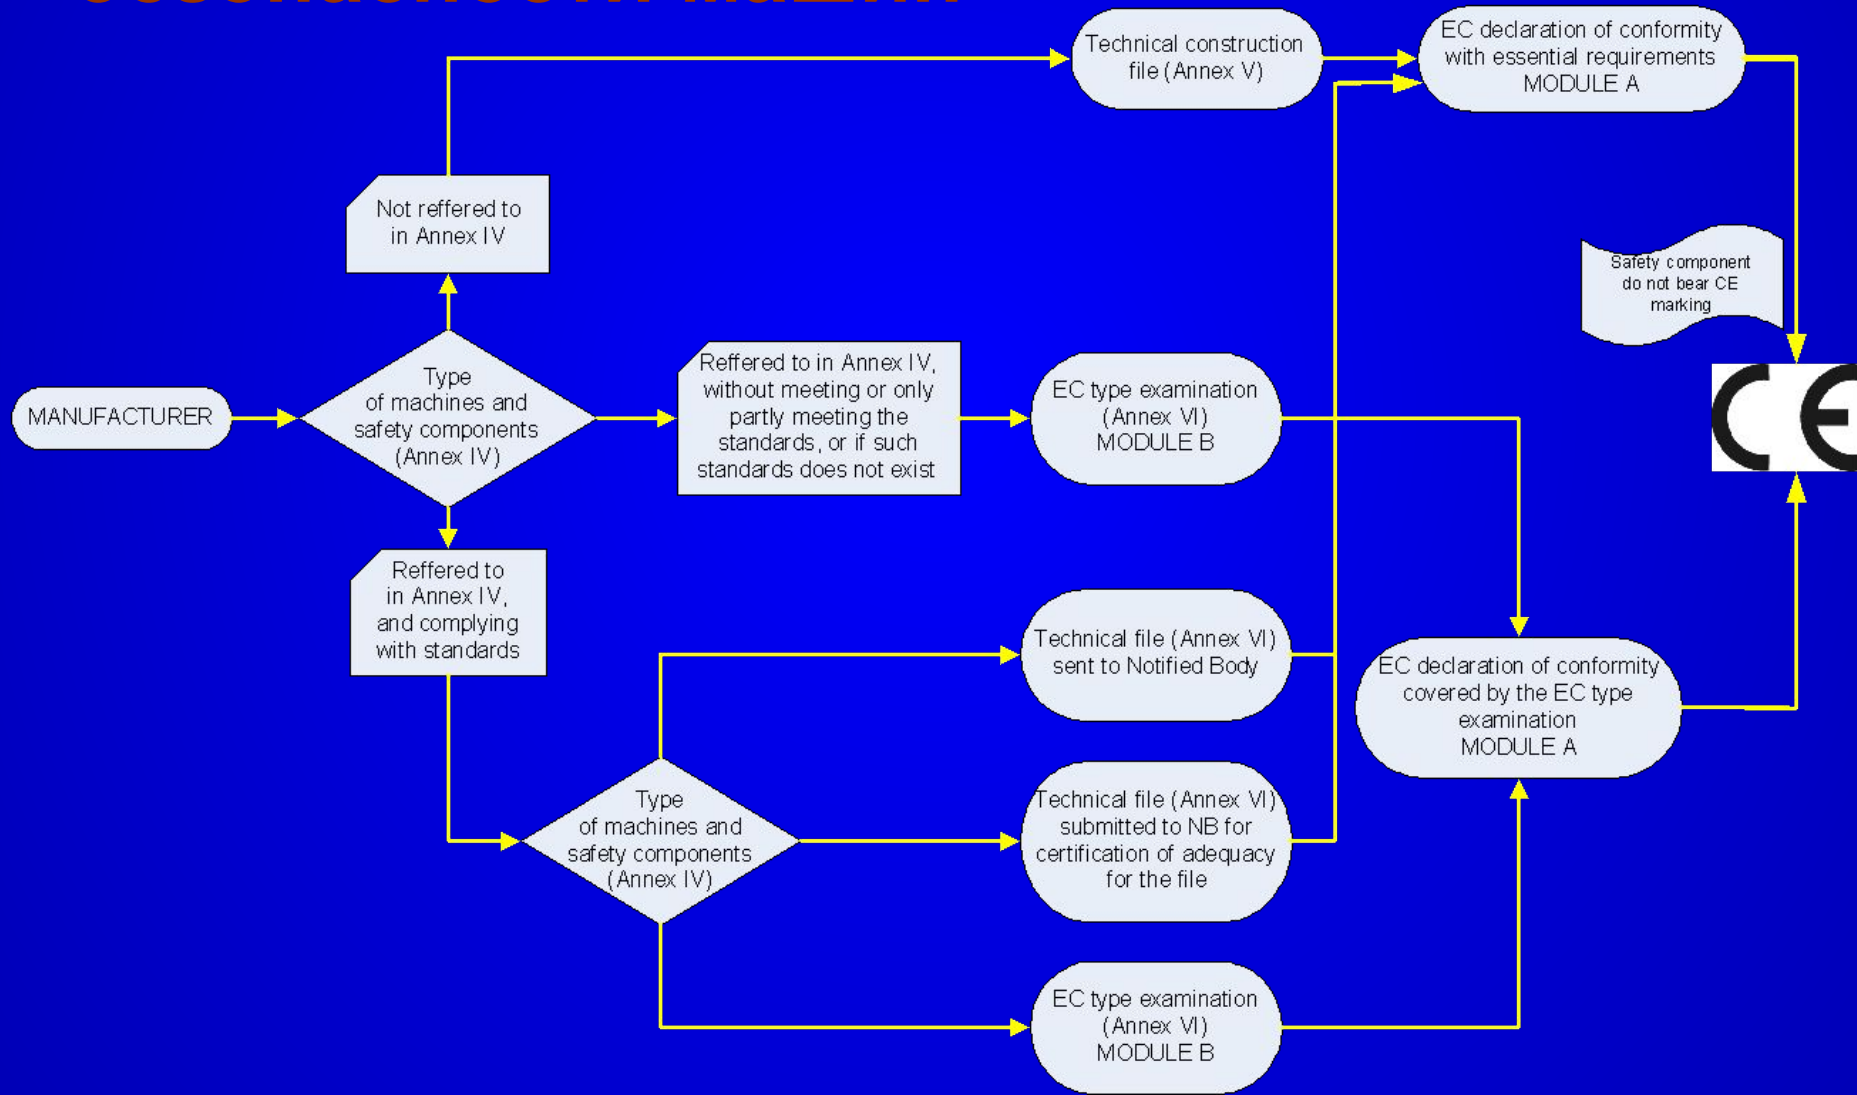 Technical construction
file (Annex V)
EC declaration of conformity
with essential requirements
MODULE A
Not reffered to
in Annex IV
Safety component
do not bear CE
marking
MANUFACTURER
Type
of machines and
safety components
(Annex IV)
Reffered to in Annex IV,
without meeting or only
partly meeting the
standards, or if such
standards does not exist
EC type examination
(Annex VI)
MODULE B
CE
Reffered to
in Annex IV,
and complying
with standards
Technical file (Annex VI)
sent to Notified Body
EC declaration of conformity
covered by the EC type
examination
MODULE A
Type
of machines and
safety components
(Annex IV)
Technical file (Annex VI)
submitted to NB for
certification of adequacy
for the file
EC type examination
(Annex VI)
MODULE B